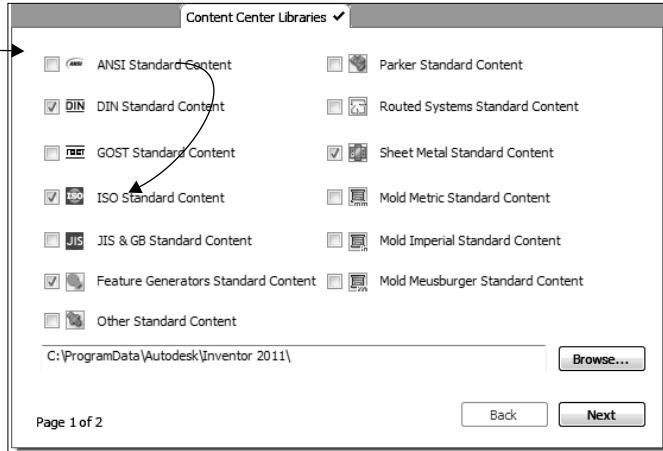 Content Center Libraries
ANSI Standard Content
DIN DIN Standard Content
GOST Standard Content
ISO ISO Standard Content
JIS JIS & GB Standard Content
Feature Generators Standard Content
Other Standard Content
Parker Standard Content
Routed Systems Standard Content
Sheet Metal Standard Content
mm Mold Metric Standard Content
in Mold Imperial Standard Content
Mold Meusburger Standard Content
C:\ProgramData\Autodesk\Inventor 2011\
Browse...
Page 1 of 2
Back
Next